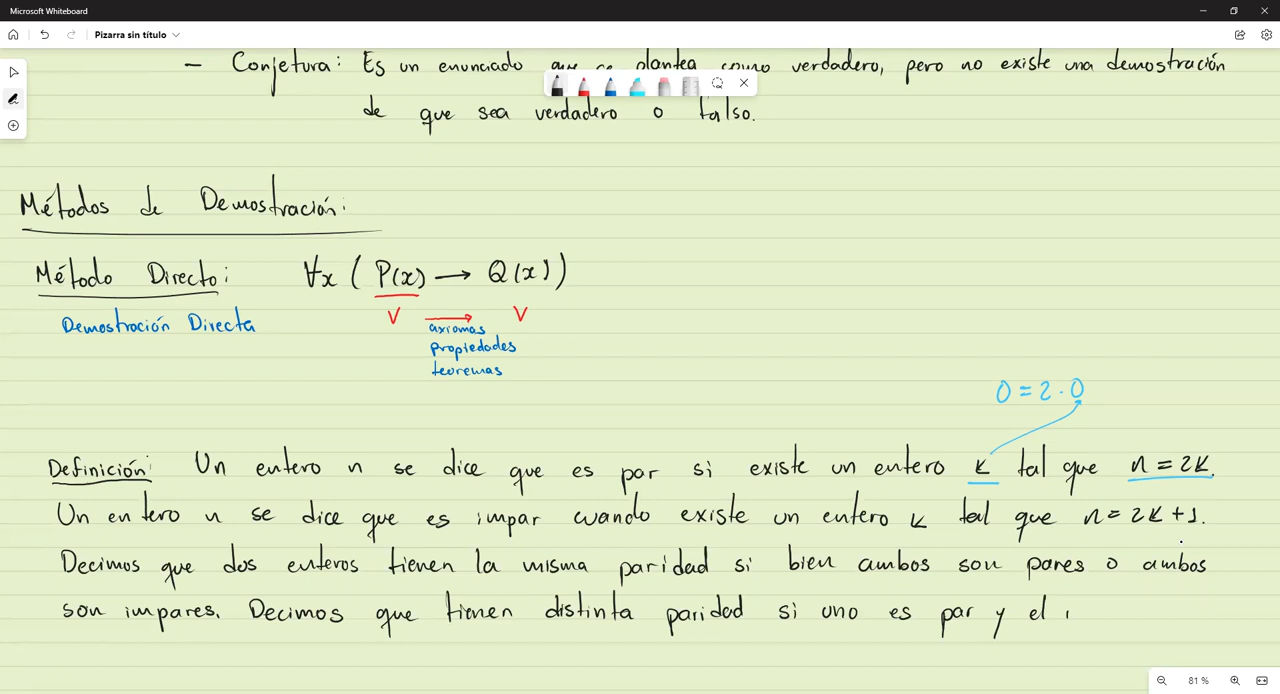 Microsoft Whiteboard
Pizarra sin título
- Conjetura: Es un enunciado que se plantea como verdadero, pero no existe una demostración
de que sea verdadero o falso.
Métodos de Demostración:
Método Directo: ∀x ( P(x) → Q(x))
Demostración Directa V → V
axiomas
propiedades
teoremas
0 = 2 · 0
Definición: Un entero n se dice que es par si existe un entero k tal que n = 2k.
Un entero n se dice que es impar cuando existe un entero k tal que n = 2k + 1.
Decimos que dos enteros tienen la misma paridad si bien ambos son pares o ambos
son impares. Decimos que tienen distinta paridad si uno es par y el
81 %